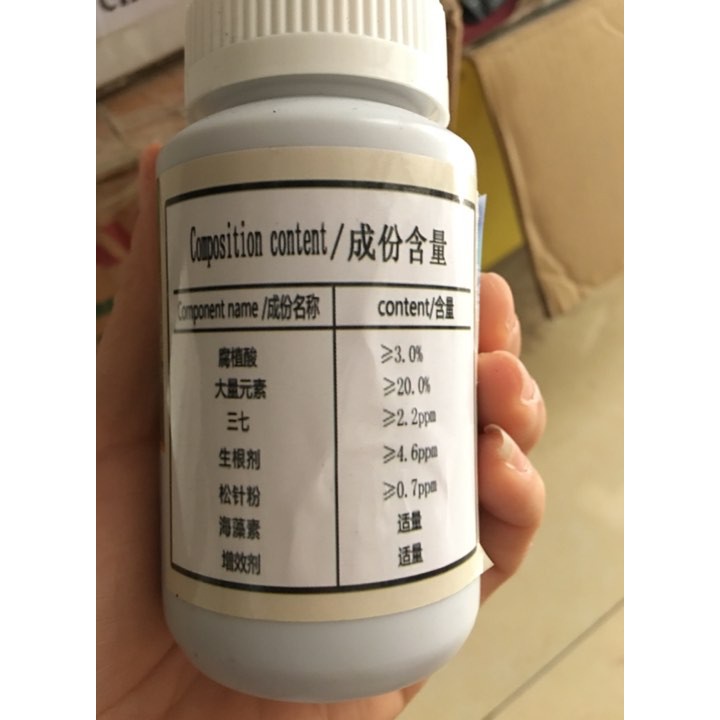 Composition content/成份含量
Component name /成份名称 content/含量
腐植酸 ≥3.0%
大量元素 ≥20.0%
三七 ≥2.2ppm
生根剂 ≥4.6ppm
松针粉 ≥0.7ppm
海藻素 适量
增效剂 适量